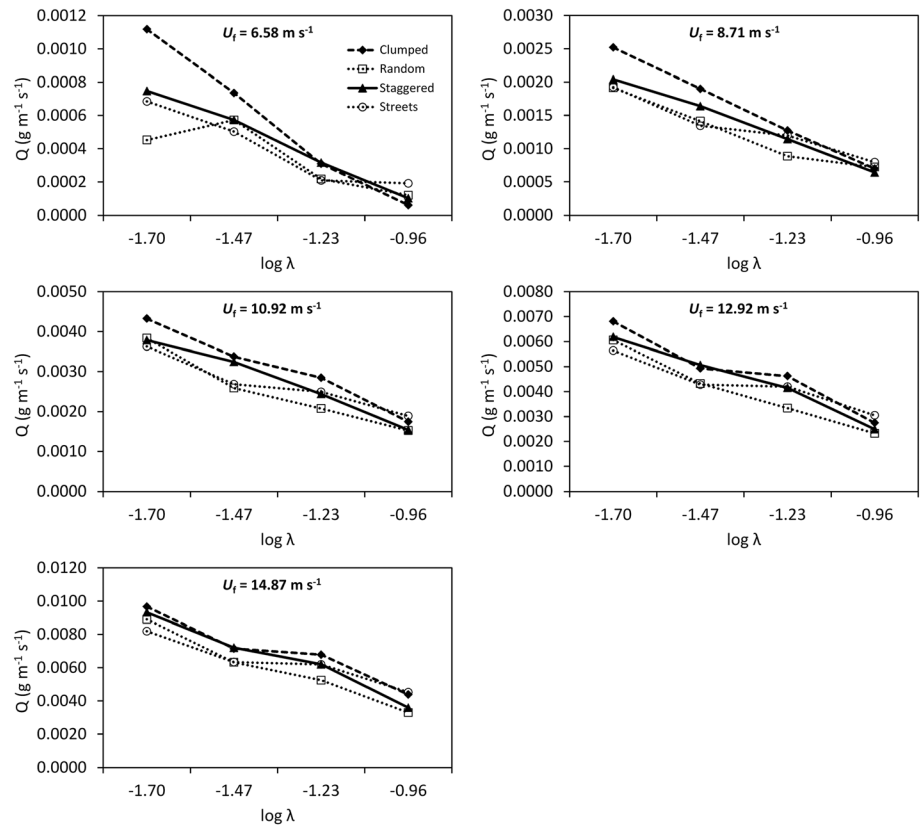 U_f = 6.58 m s⁻¹
Clumped
Random
Staggered
Streets
Q (g m⁻¹ s⁻¹)
0.0012
0.0010
0.0008
0.0006
0.0004
0.0002
0.0000
-1.70 -1.47 -1.23 -0.96
log λ
U_f = 8.71 m s⁻¹
Q (g m⁻¹ s⁻¹)
0.0030
0.0025
0.0020
0.0015
0.0010
0.0005
0.0000
-1.70 -1.47 -1.23 -0.96
log λ
U_f = 10.92 m s⁻¹
Q (g m⁻¹ s⁻¹)
0.0050
0.0040
0.0030
0.0020
0.0010
0.0000
-1.70 -1.47 -1.23 -0.96
log λ
U_f = 12.92 m s⁻¹
Q (g m⁻¹ s⁻¹)
0.0080
0.0070
0.0060
0.0050
0.0040
0.0030
0.0020
0.0010
0.0000
-1.70 -1.47 -1.23 -0.96
log λ
U_f = 14.87 m s⁻¹
Q (g m⁻¹ s⁻¹)
0.0120
0.0100
0.0080
0.0060
0.0040
0.0020
0.0000
-1.70 -1.47 -1.23 -0.96
log λ